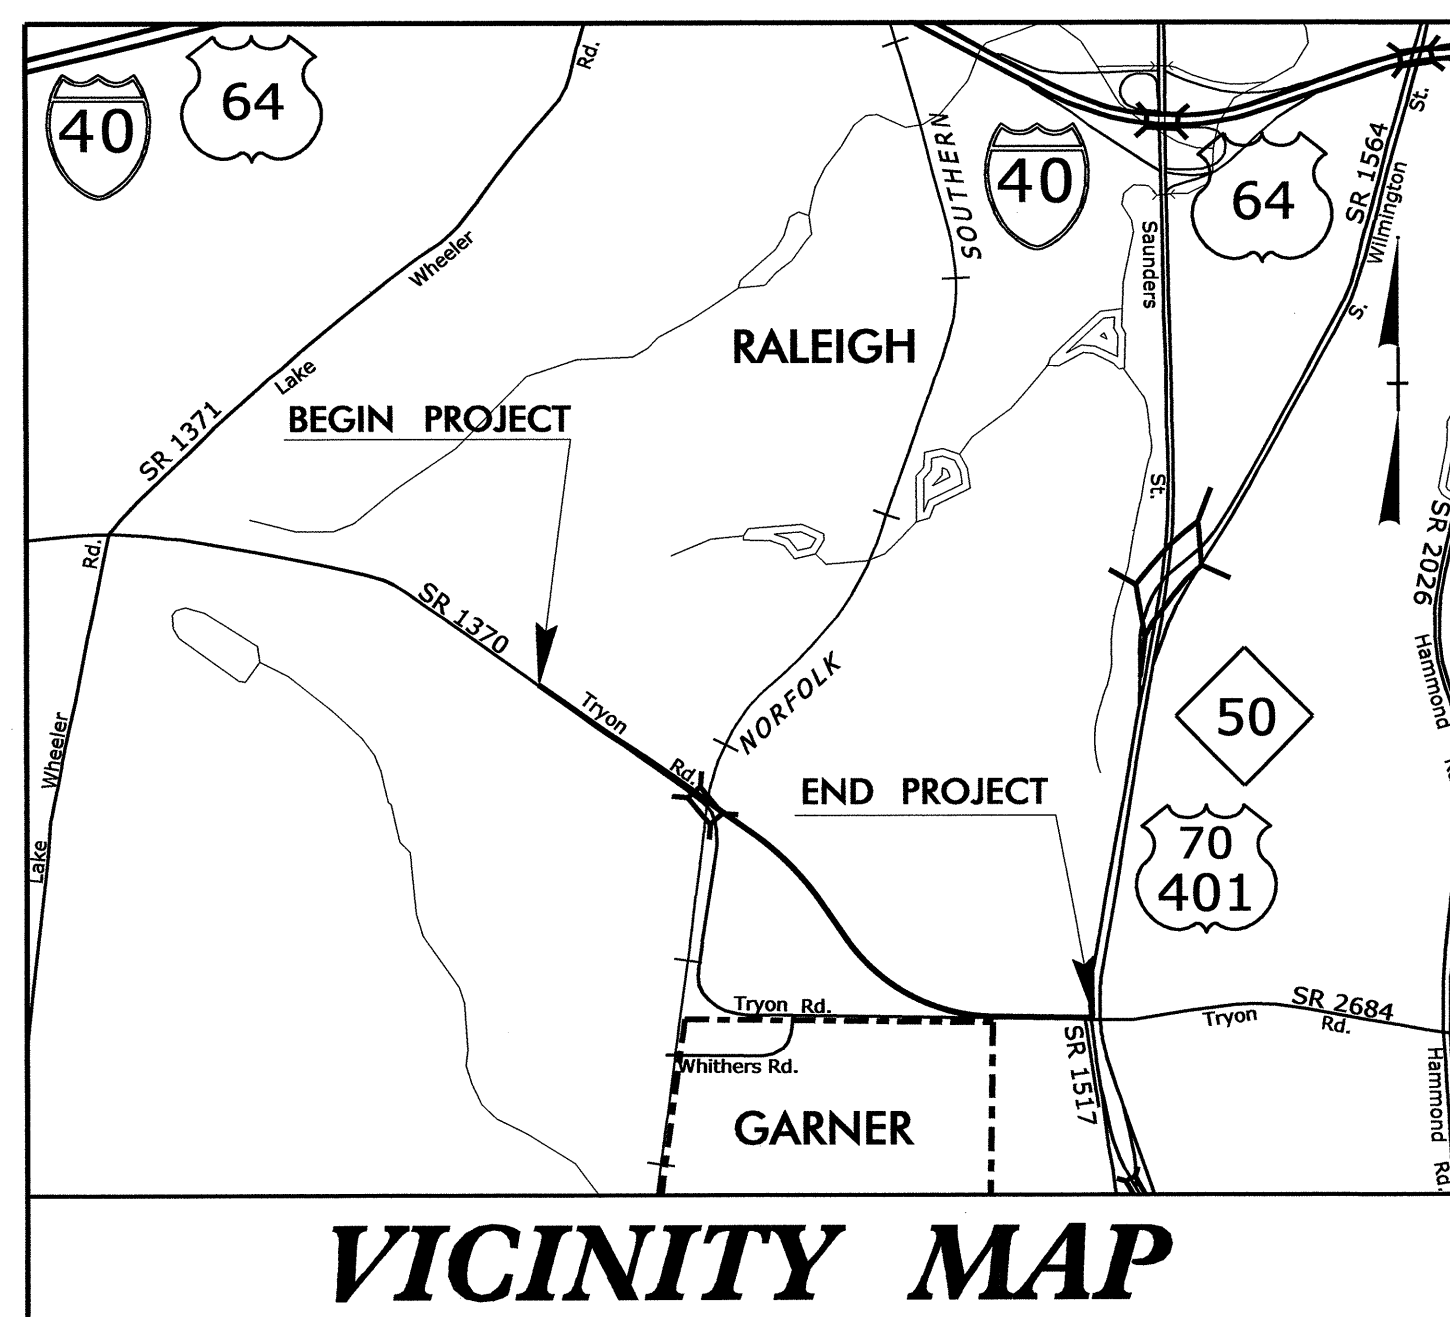 Rd.
40
64
SOUTHERN
40
64
SR 1564
St.
Wilmington
S.
Saunders
St.
Wheeler
Lake
SR 1371
RALEIGH
BEGIN PROJECT
Rd.
SR 1370
SR 2026
Hammond
Tryon
Rd.
NORFOLK
50
Wheeler
Lake
END PROJECT
70
401
Tryon Rd.
SR 2684
Tryon
Rd.
Whithers Rd.
SR 1517
GARNER
Hammond
Rd.
VICINITY MAP